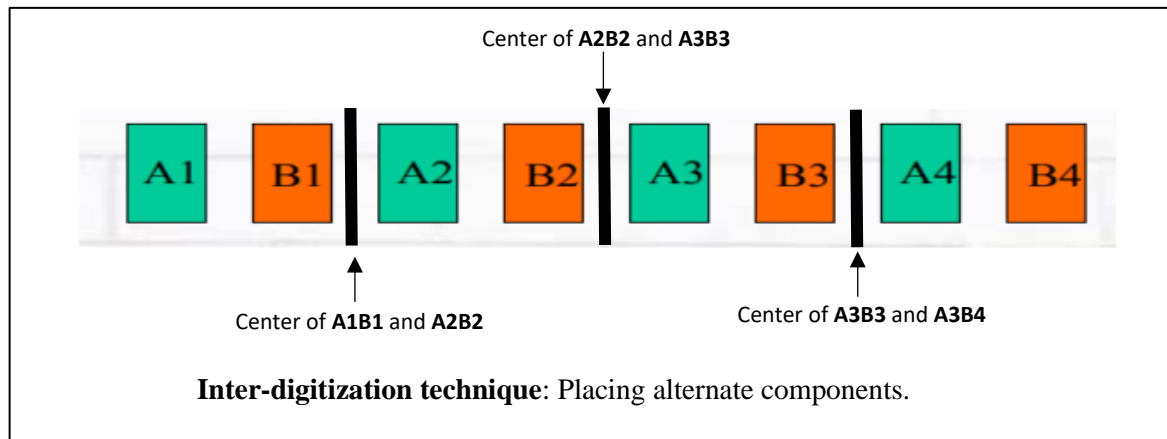 Center of A2B2 and A3B3
A1 B1 A2 B2 A3 B3 A4 B4
Center of A1B1 and A2B2
Center of A3B3 and A3B4
Inter-digitization technique: Placing alternate components.